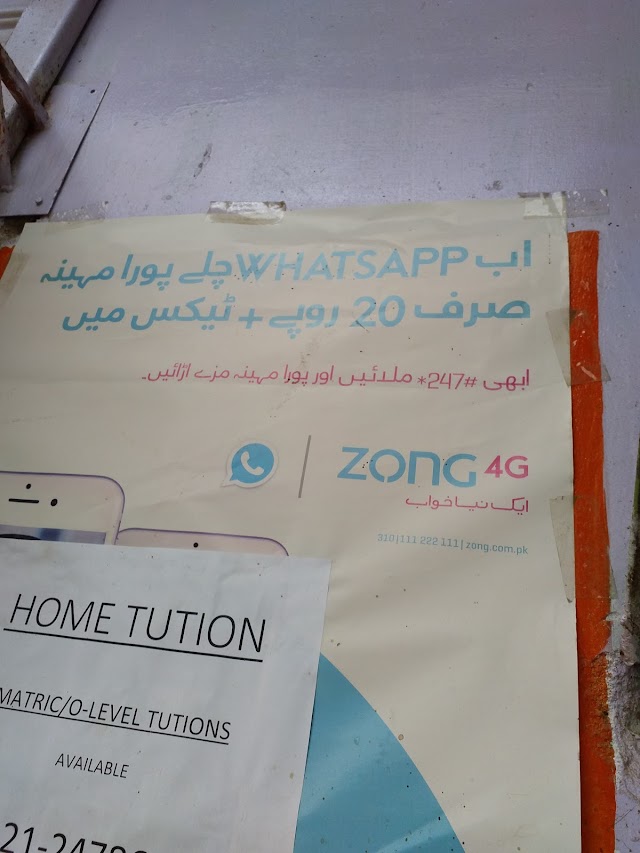 اب WHATSAPP چلے پورا مہینہ
صرف 20 روپے + ٹیکس میں
ابھی #247* ملائیں اور پورا مہینہ مزے اڑائیں۔
ZONG 4G
ایک نیا خواب
310|111 222 111| zong.com.pk
HOME TUTION
MATRIC/O-LEVEL TUTIONS
AVAILABLE